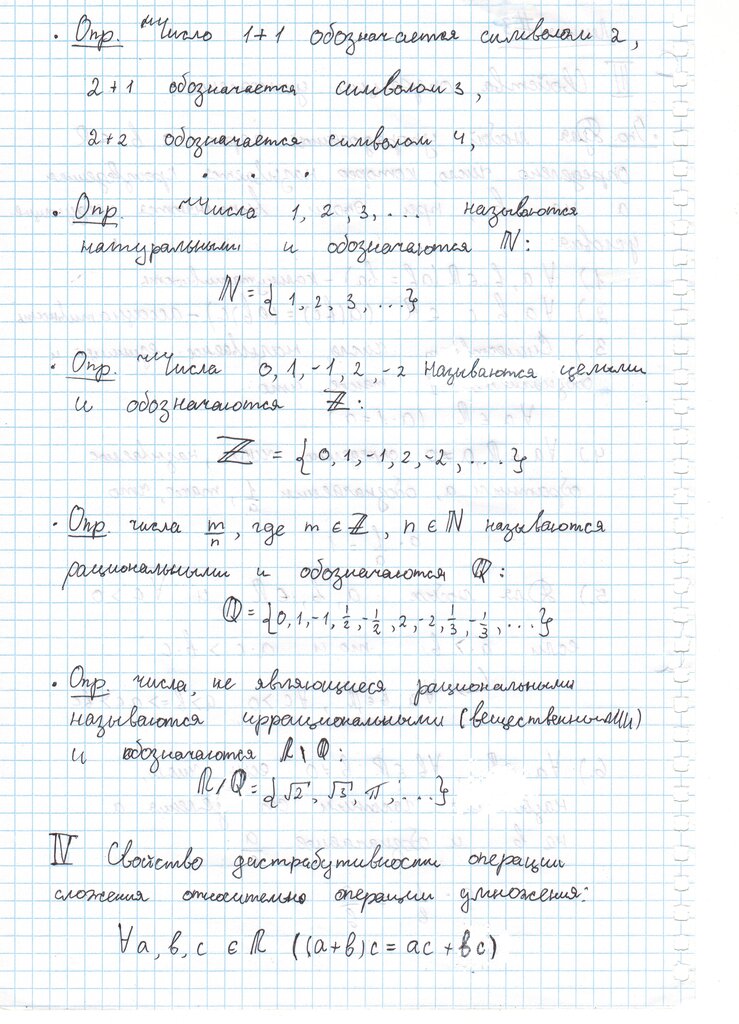 · Опр. Число 1+1 обозначается символом 2,
2+1 обозначается символом 3,
2+2 обозначается символом 4,
. . .
· Опр. Числа 1, 2, 3, ... называются
натуральными и обозначаются ℕ:
ℕ = {1, 2, 3, ...}
· Опр. Числа 0, 1, -1, 2, -2 называются целыми
и обозначаются ℤ:
ℤ = {0, 1, -1, 2, -2, ...}
· Опр. числа m/n, где m ∈ ℤ, n ∈ ℕ называются
рациональными и обозначаются ℚ:
ℚ = {0, 1, -1, 1/2, -1/2, 2, -2, 1/3, -1/3, ...}
· Опр. числа, не являющиеся рациональными
называются иррациональными (вещественными)
и обозначаются ℝ \ ℚ:
ℝ / ℚ = {√2, √3, π, ...}
IV Свойство дистрибутивности операции
сложения относительно операции умножения:
∀a, в, с ∈ ℝ ((а+в)с = ас + вс)